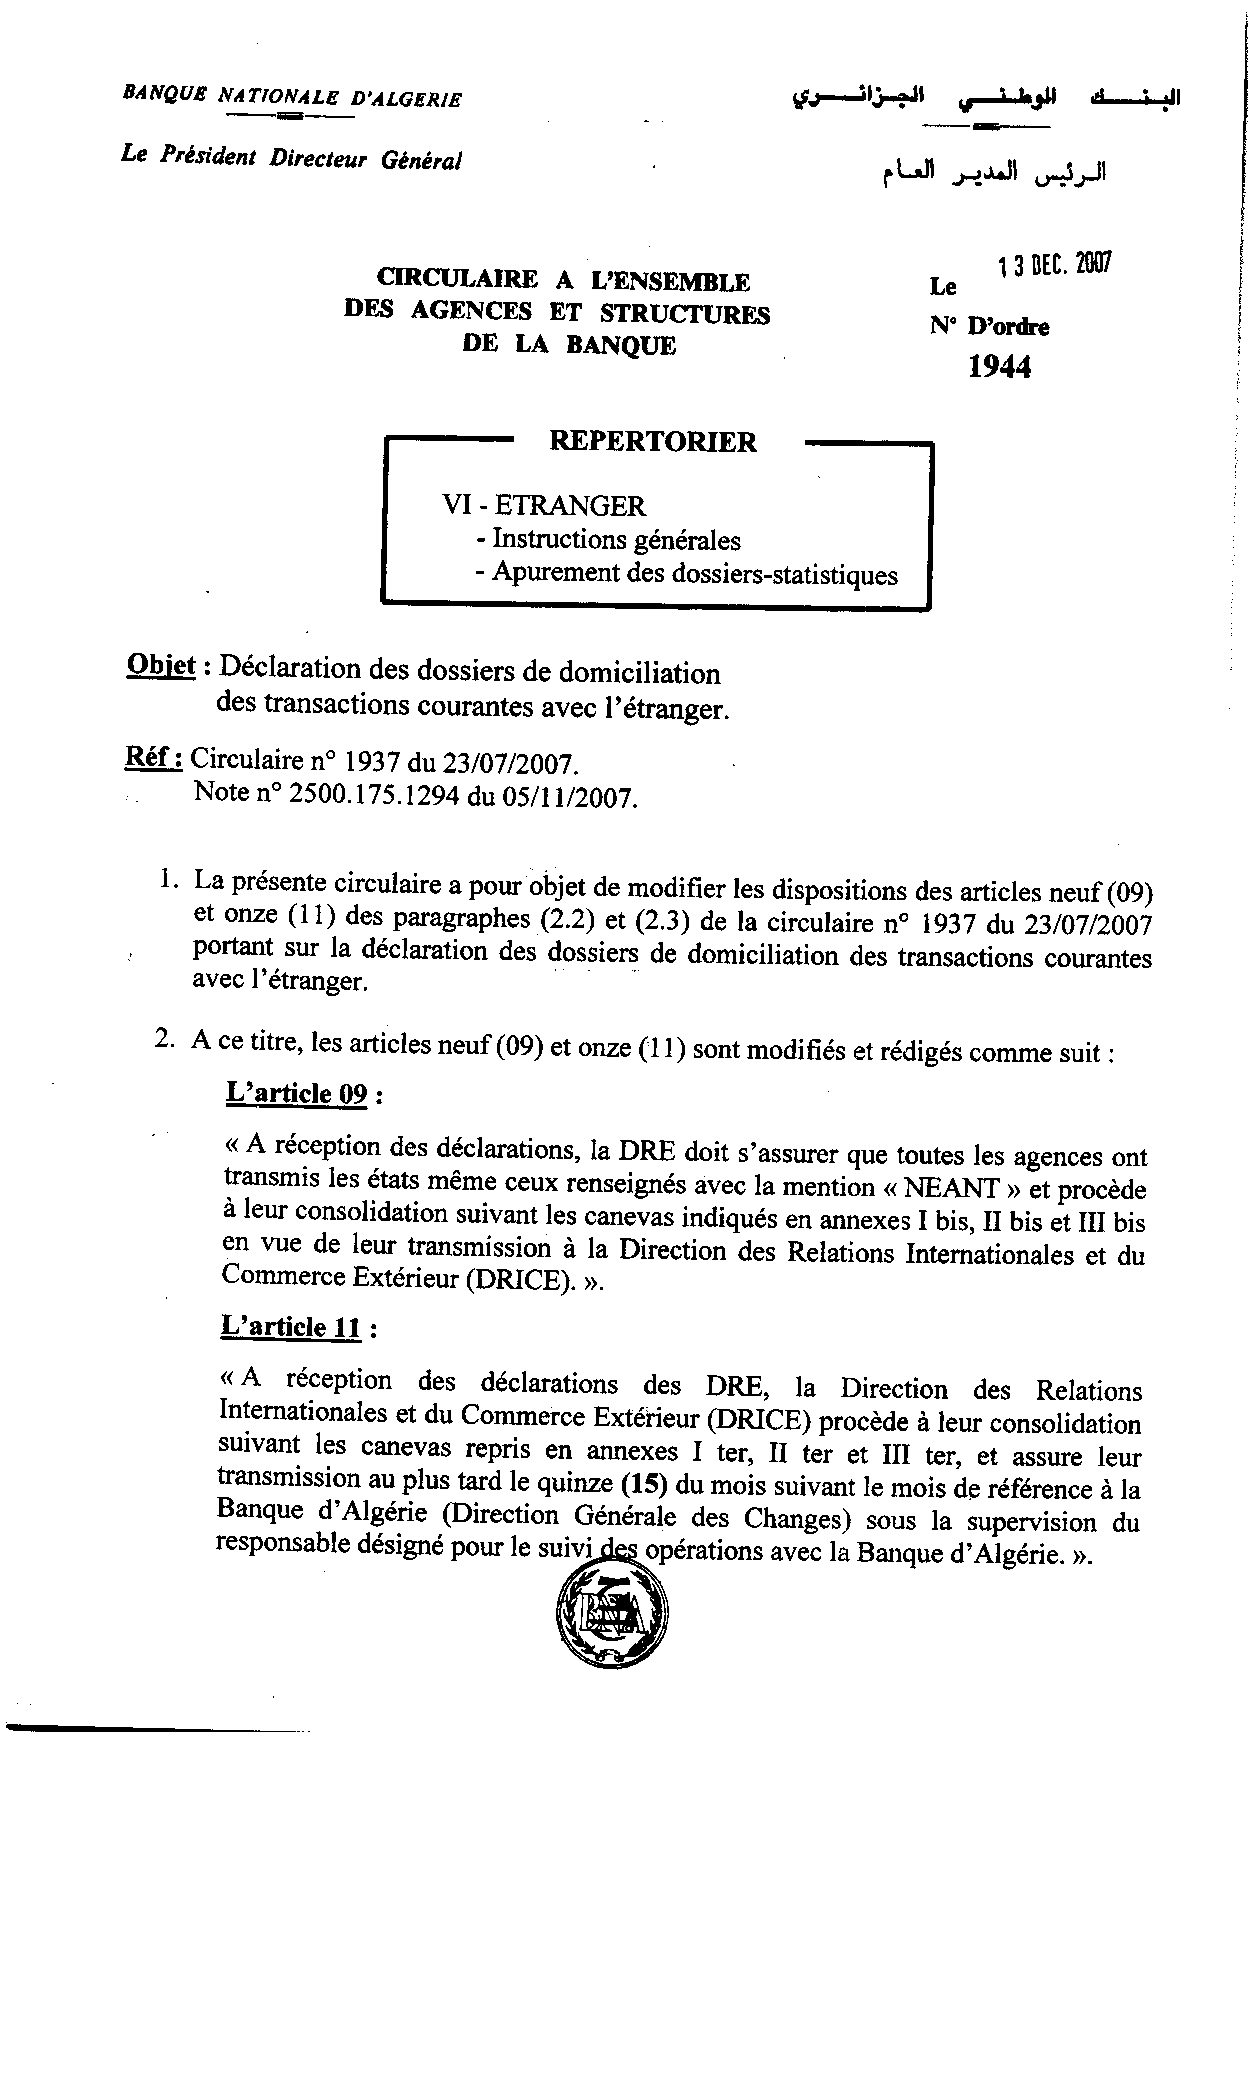 BANQUE NATIONALE D'ALGERIE
البنك الوطني الجزائري
Le Président Directeur Général
الرئيس المدير العام
CIRCULAIRE A L'ENSEMBLE
DES AGENCES ET STRUCTURES
DE LA BANQUE
Le 13 DEC. 2007
N° D'ordre
1944
REPERTORIER
VI - ETRANGER
- Instructions générales
- Apurement des dossiers-statistiques
Objet : Déclaration des dossiers de domiciliation
des transactions courantes avec l'étranger.
Réf : Circulaire n° 1937 du 23/07/2007.
Note n° 2500.175.1294 du 05/11/2007.
1. La présente circulaire a pour objet de modifier les dispositions des articles neuf (09)
et onze (11) des paragraphes (2.2) et (2.3) de la circulaire n° 1937 du 23/07/2007
portant sur la déclaration des dossiers de domiciliation des transactions courantes
avec l'étranger.
2. A ce titre, les articles neuf (09) et onze (11) sont modifiés et rédigés comme suit :
L'article 09 :
« A réception des déclarations, la DRE doit s'assurer que toutes les agences ont
transmis les états même ceux renseignés avec la mention « NEANT » et procède
à leur consolidation suivant les canevas indiqués en annexes I bis, II bis et III bis
en vue de leur transmission à la Direction des Relations Internationales et du
Commerce Extérieur (DRICE). ».
L'article 11 :
« A réception des déclarations des DRE, la Direction des Relations
Internationales et du Commerce Extérieur (DRICE) procède à leur consolidation
suivant les canevas repris en annexes I ter, II ter et III ter, et assure leur
transmission au plus tard le quinze (15) du mois suivant le mois de référence à la
Banque d'Algérie (Direction Générale des Changes) sous la supervision du
responsable désigné pour le suivi des opérations avec la Banque d'Algérie. ».
BNA